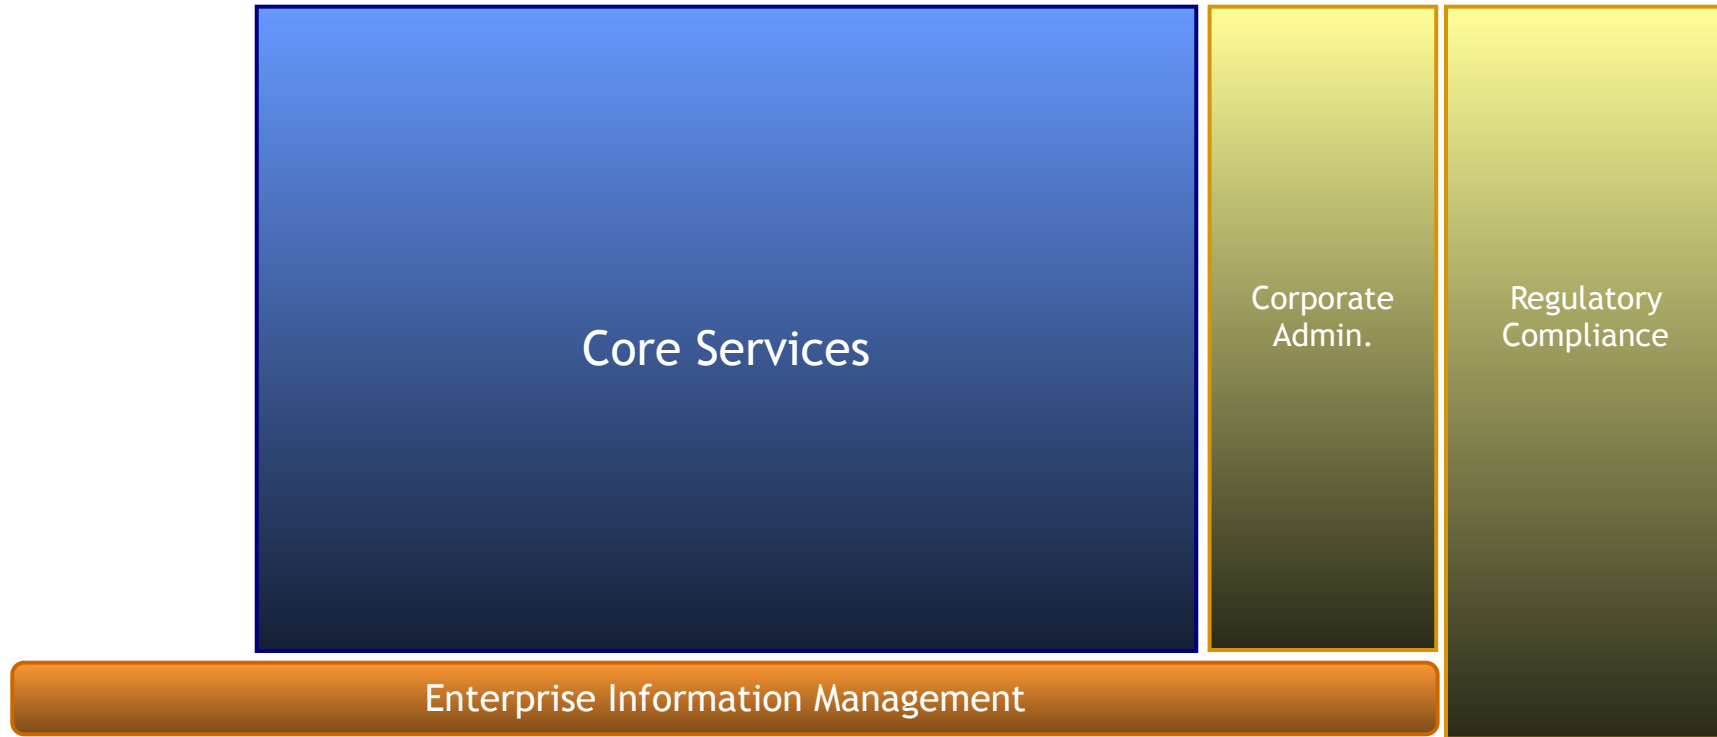 Core Services
Corporate
Admin.
Regulatory
Compliance
Enterprise Information Management